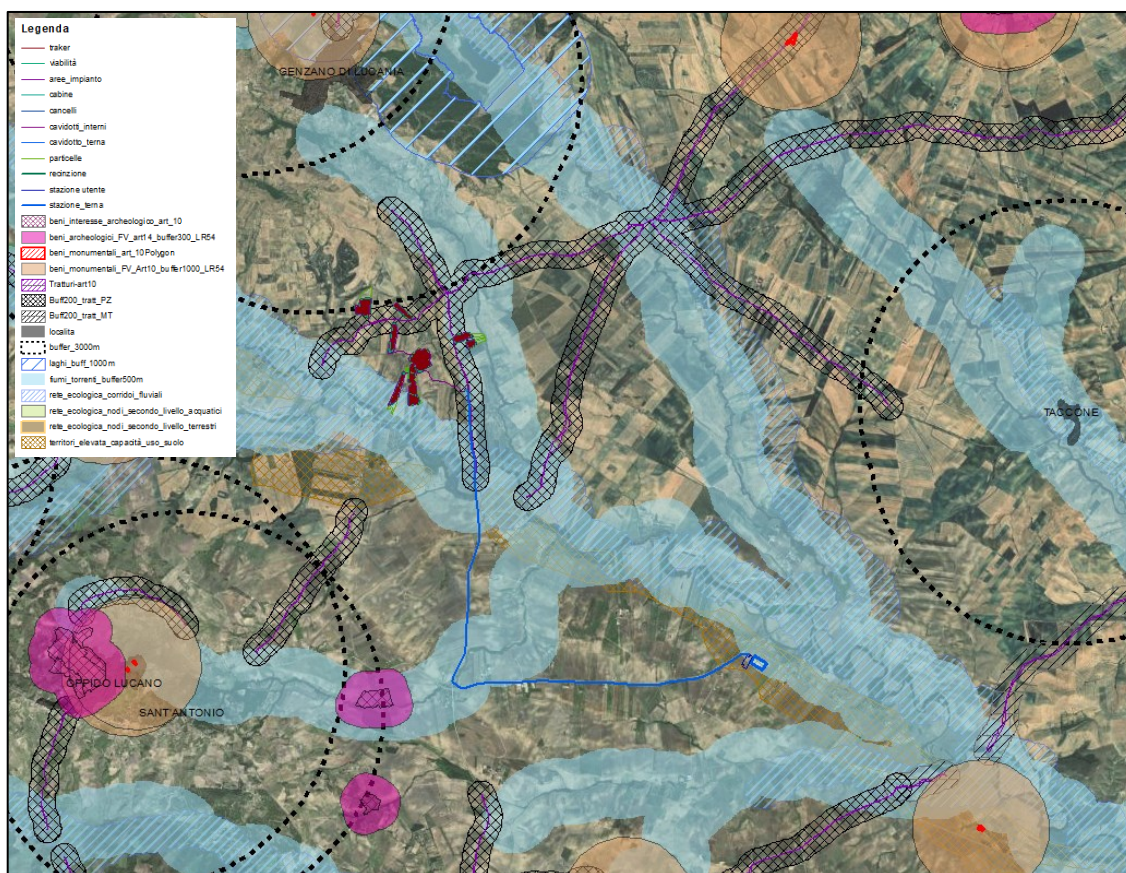 Legenda
traker
viabilità
aree_impianto
cabine
cancelli
cavidotti_interni
cavidotto_terna
particelle
recinzione
stazione utente
stazione_terna
beni_interesse_archeologico_art_10
beni_archeologici_FV_art14_buffer300_LR54
beni_monumentali_art_10Polygon
beni_monumentali_FV_Art10_buffer1000_LR54
Tratturi-art10
Buff200_tratt_PZ
Buff200_tratt_MT
localita
buffer_3000m
laghi_buff_1000m
fiumi_torrenti_buffer500m
rete_ecologica_corridoi_fluviali
rete_ecologica_nodi_secondo_livello_acquatici
rete_ecologica_nodi_secondo_livello_terrestri
territori_elevata_capacità_uso_suolo
GENZANO DI LUCANIA
TACCONE
OPPIDO LUCANO
SANT'ANTONIO